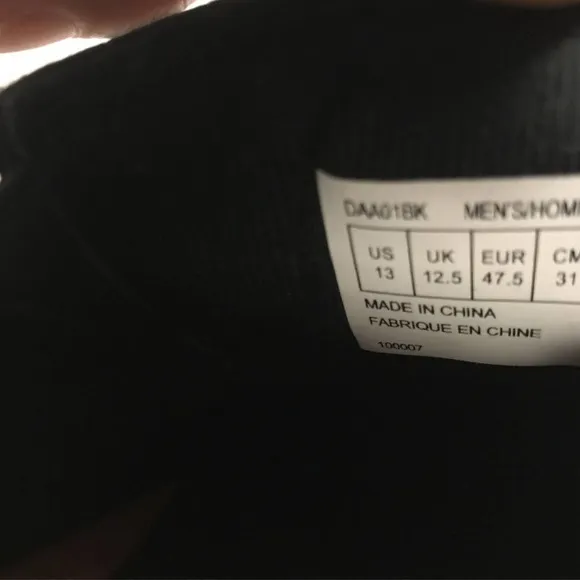 DAA01BK MEN'S/HOM
US UK EUR CM
13 12.5 47.5 31
MADE IN CHINA
FABRIQUE EN CHINE
100007